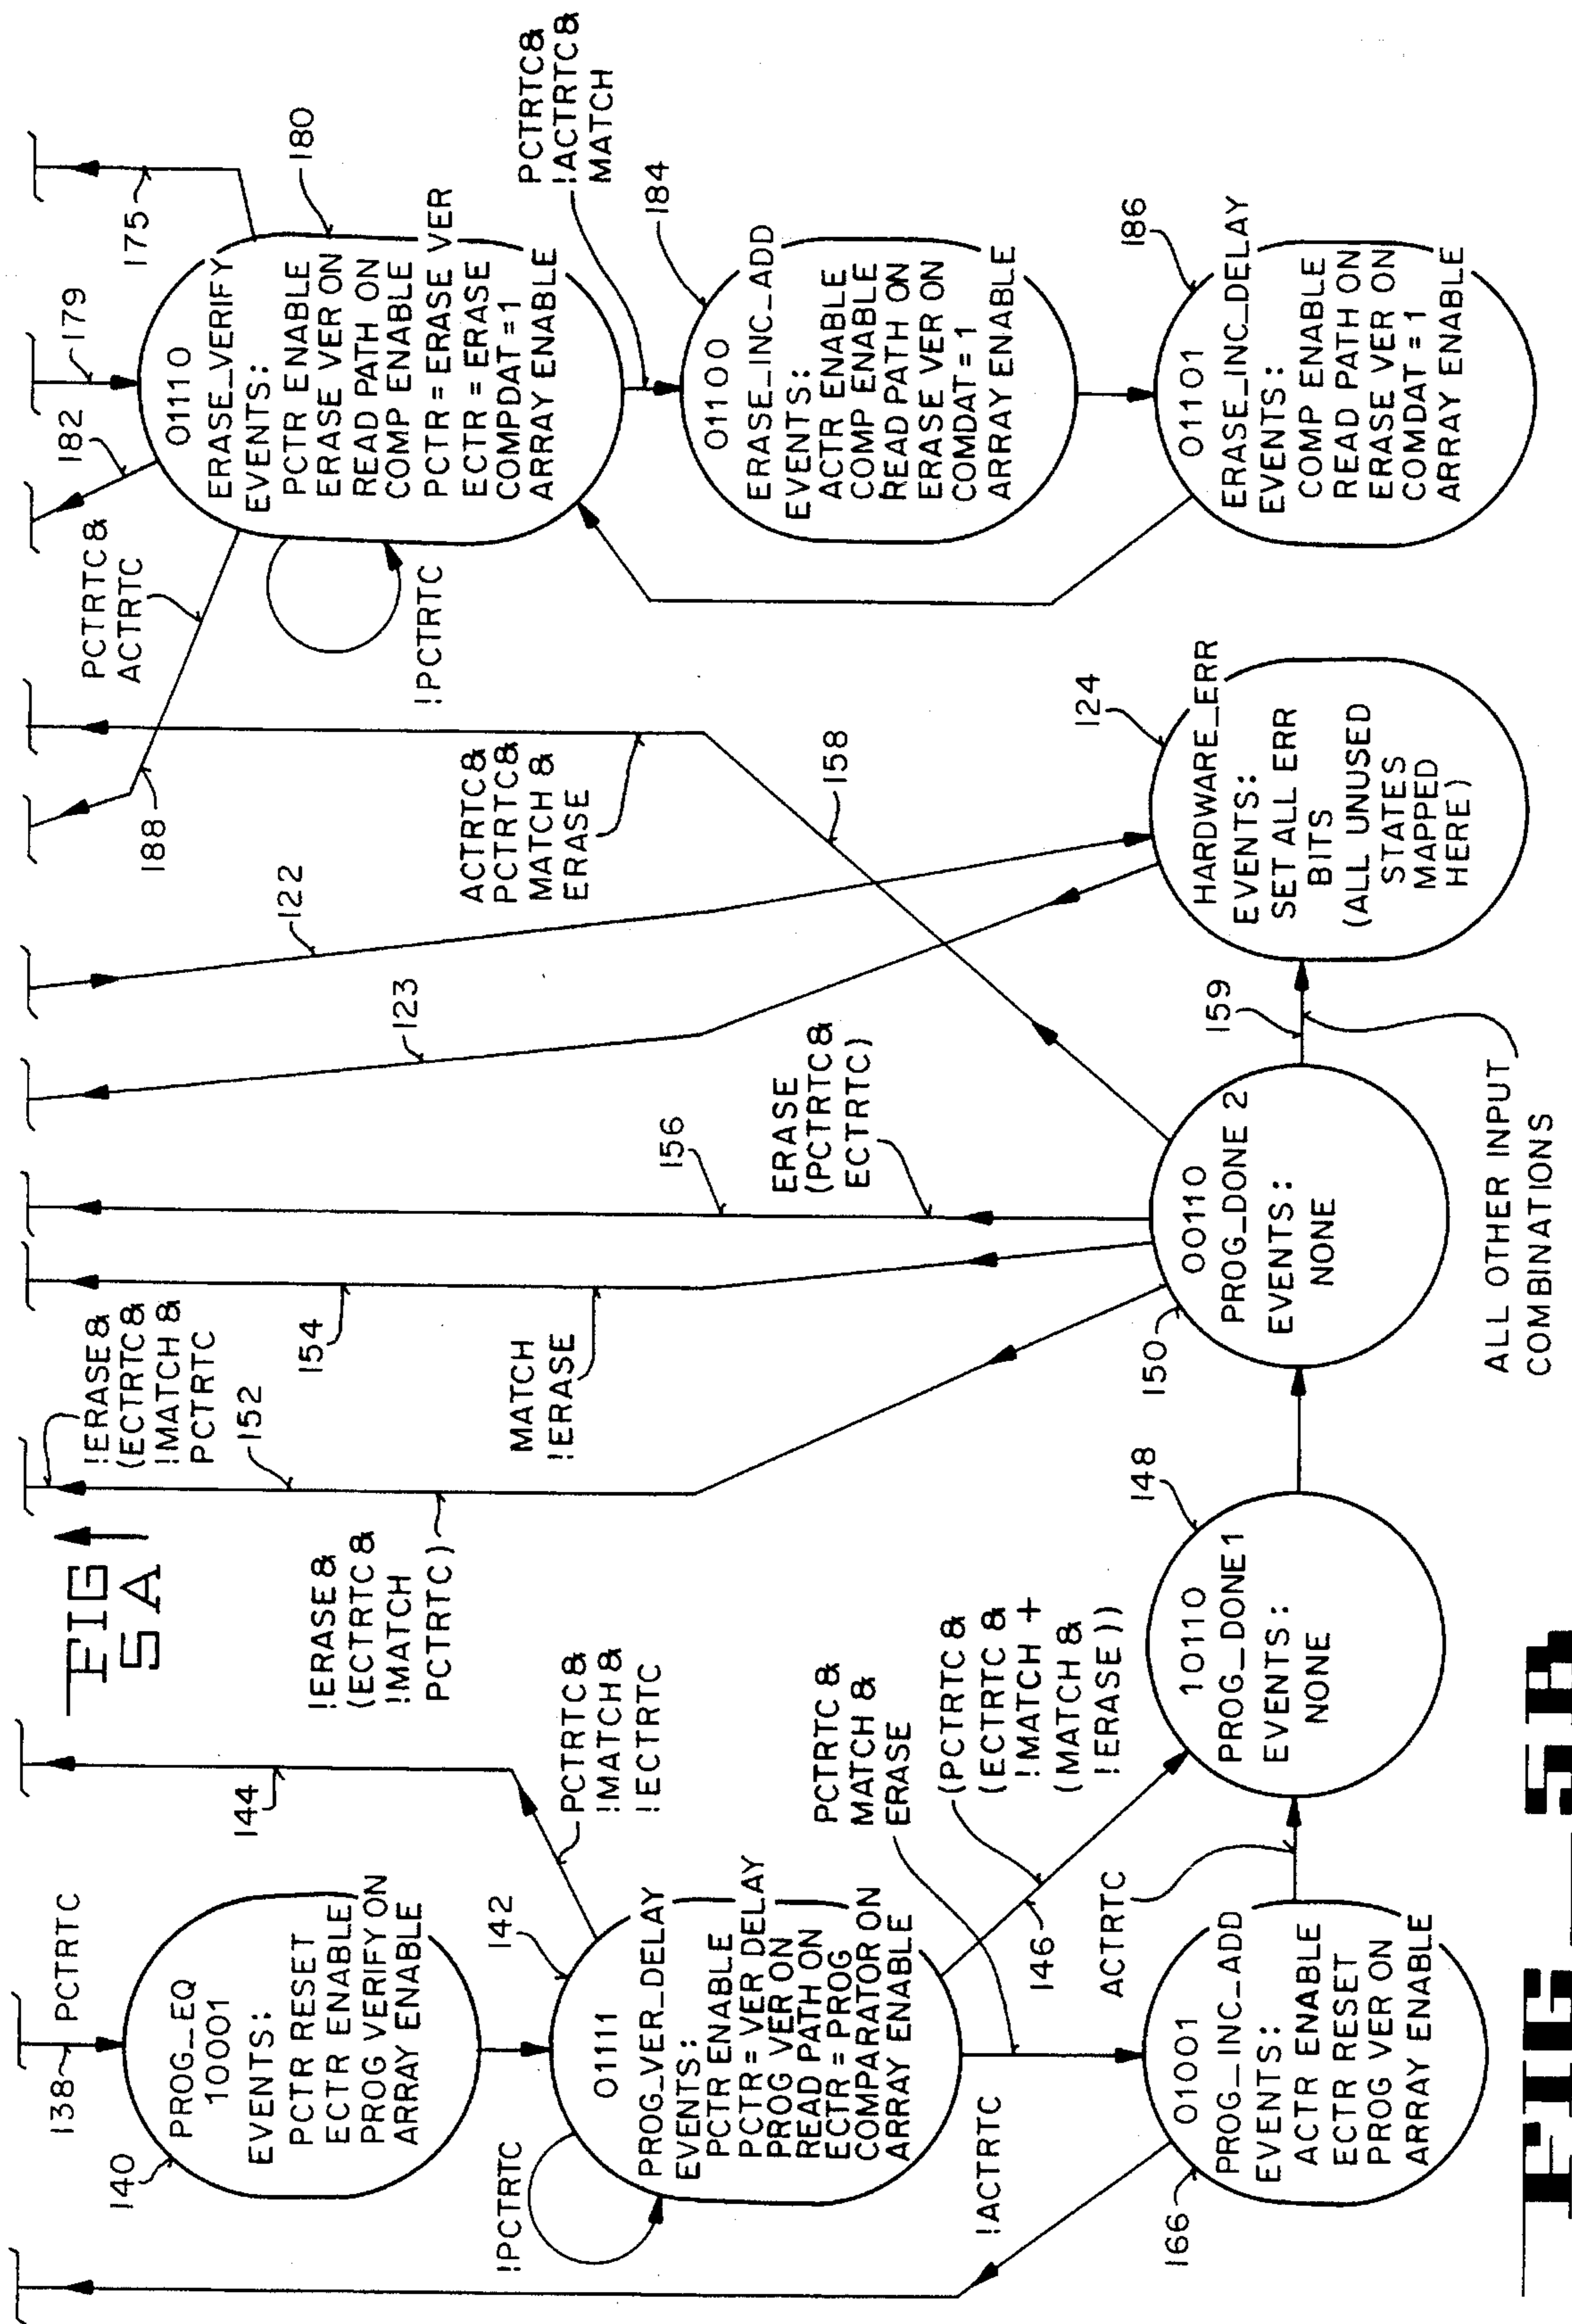 138
PCTRTC
140
PROG_EQ
10001
EVENTS:
PCTR RESET
ECTR ENABLE
PROG VERIFY ON
ARRAY ENABLE
FIG
5A
144
142
!PCTRTC
01111
PROG_VER_DELAY
EVENTS:
PCTR ENABLE
PCTR = VER DELAY
PROG VER ON
READ PATH ON
ECTR = PROG
COMPARATOR ON
ARRAY ENABLE
PCTRTC &
!MATCH &
!ECTRTC
!ACTRTC
PCTRTC &
MATCH &
ERASE
146
(PCTRTC &
(ECTRTC &
!MATCH +
(MATCH &
!ERASE))
166
01001
PROG_INC_ADD
EVENTS:
ACTR ENABLE
ECTR RESET
PROG VER ON
ARRAY ENABLE
ACTRTC
148
10110
PROG_DONE1
EVENTS:
NONE
!ERASE &
(ECTRTC &
!MATCH &
PCTRTC
152
!ERASE &
(ECTRTC &
!MATCH
PCTRTC)
154
MATCH
!ERASE
156
ERASE
(PCTRTC &
ECTRTC)
150
00110
PROG_DONE 2
EVENTS:
NONE
123
122
158
159
ALL OTHER INPUT
COMBINATIONS
ACTRTC &
PCTRTC &
MATCH &
ERASE
124
HARDWARE_ERR
EVENTS:
SET ALL ERR
BITS
(ALL UNUSED
STATES
MAPPED
HERE)
188
PCTRTC &
ACTRTC
182
179
175
180
!PCTRTC
01110
ERASE_VERIFY
EVENTS:
PCTR ENABLE
ERASE VER ON
READ PATH ON
COMP ENABLE
PCTR = ERASE VER
ECTR = ERASE
COMPDAT = 1
ARRAY ENABLE
PCTRTC &
!ACTRTC &
MATCH
184
01100
ERASE_INC_ADD
EVENTS:
ACTR ENABLE
COMP ENABLE
READ PATH ON
ERASE VER ON
COMDAT = 1
ARRAY ENABLE
186
01101
ERASE_INC_DELAY
EVENTS:
COMP ENABLE
READ PATH ON
ERASE VER ON
COMDAT = 1
ARRAY ENABLE